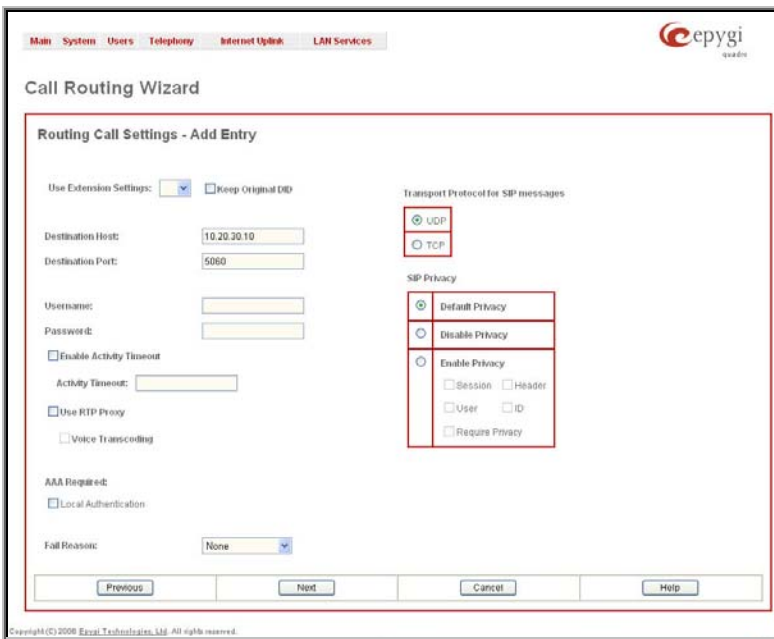 Main System Users Telephony Internet Uplink LAN Services
epygi
quadro
Call Routing Wizard
Routing Call Settings - Add Entry
Use Extension Settings: Keep Original DID
Destination Host: 10.20.30.10
Destination Port: 5060
Username:
Password:
Enable Activity Timeout
Activity Timeout:
Use RTP Proxy
Voice Transcoding
AAA Required:
Local Authentication
Fail Reason: None
Transport Protocol for SIP messages
UDP
TCP
SIP Privacy
Default Privacy
Disable Privacy
Enable Privacy
Session Header
User ID
Require Privacy
Previous Next Cancel Help
Copyright (C) 2008 Epygi Technologies, Ltd. All rights reserved.